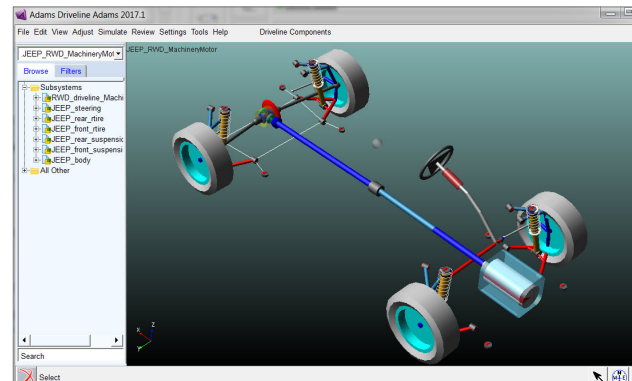 Adams Driveline Adams 2017.1
File Edit View Adjust Simulate Review Settings Tools Help Driveline Components
JEEP_RWD_MachineryMot
JEEP_RWD_MachineryMotor
Browse Filters
Subsystems
RWD_driveline_Machi
JEEP_steering
JEEP_rear_rtire
JEEP_front_rtire
JEEP_rear_suspensio
JEEP_front_suspensi
JEEP_body
All Other
x z
y
Search
Select